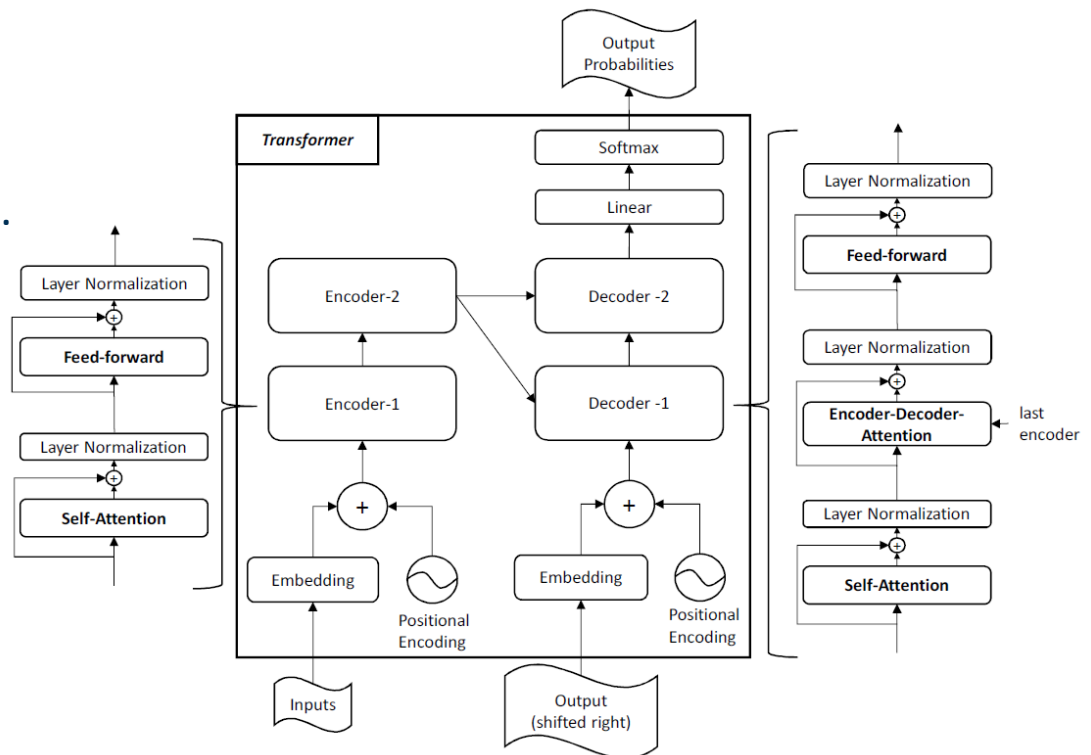 Output
Probabilities
Transformer
Softmax
Linear
Encoder-2
Decoder -2
Encoder-1
Decoder -1
+
+
Embedding
Positional
Encoding
Embedding
Positional
Encoding
Inputs
Output
(shifted right)
Layer Normalization
+
Feed-forward
Layer Normalization
+
Self-Attention
Layer Normalization
+
Feed-forward
Layer Normalization
+
Encoder-Decoder-
Attention
last
encoder
Layer Normalization
+
Self-Attention